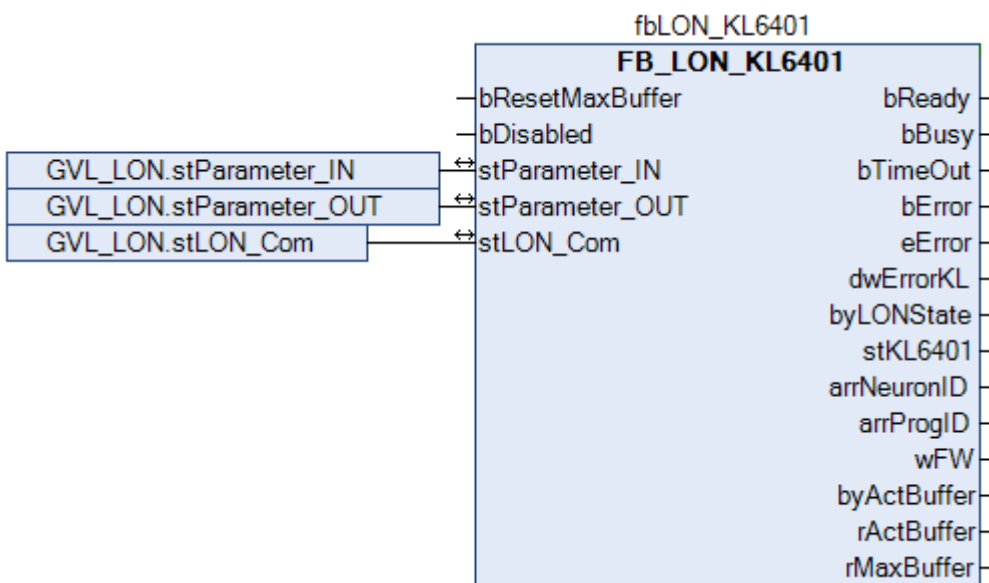 fbLON_KL6401
FB_LON_KL6401
bResetMaxBuffer bReady
bDisabled bBusy
GVL_LON.stParameter_IN stParameter_IN bTimeOut
GVL_LON.stParameter_OUT stParameter_OUT bError
GVL_LON.stLON_Com stLON_Com eError
dwErrorKL
byLONState
stKL6401
arrNeuronID
arrProgID
wFW
byActBuffer
rActBuffer
rMaxBuffer